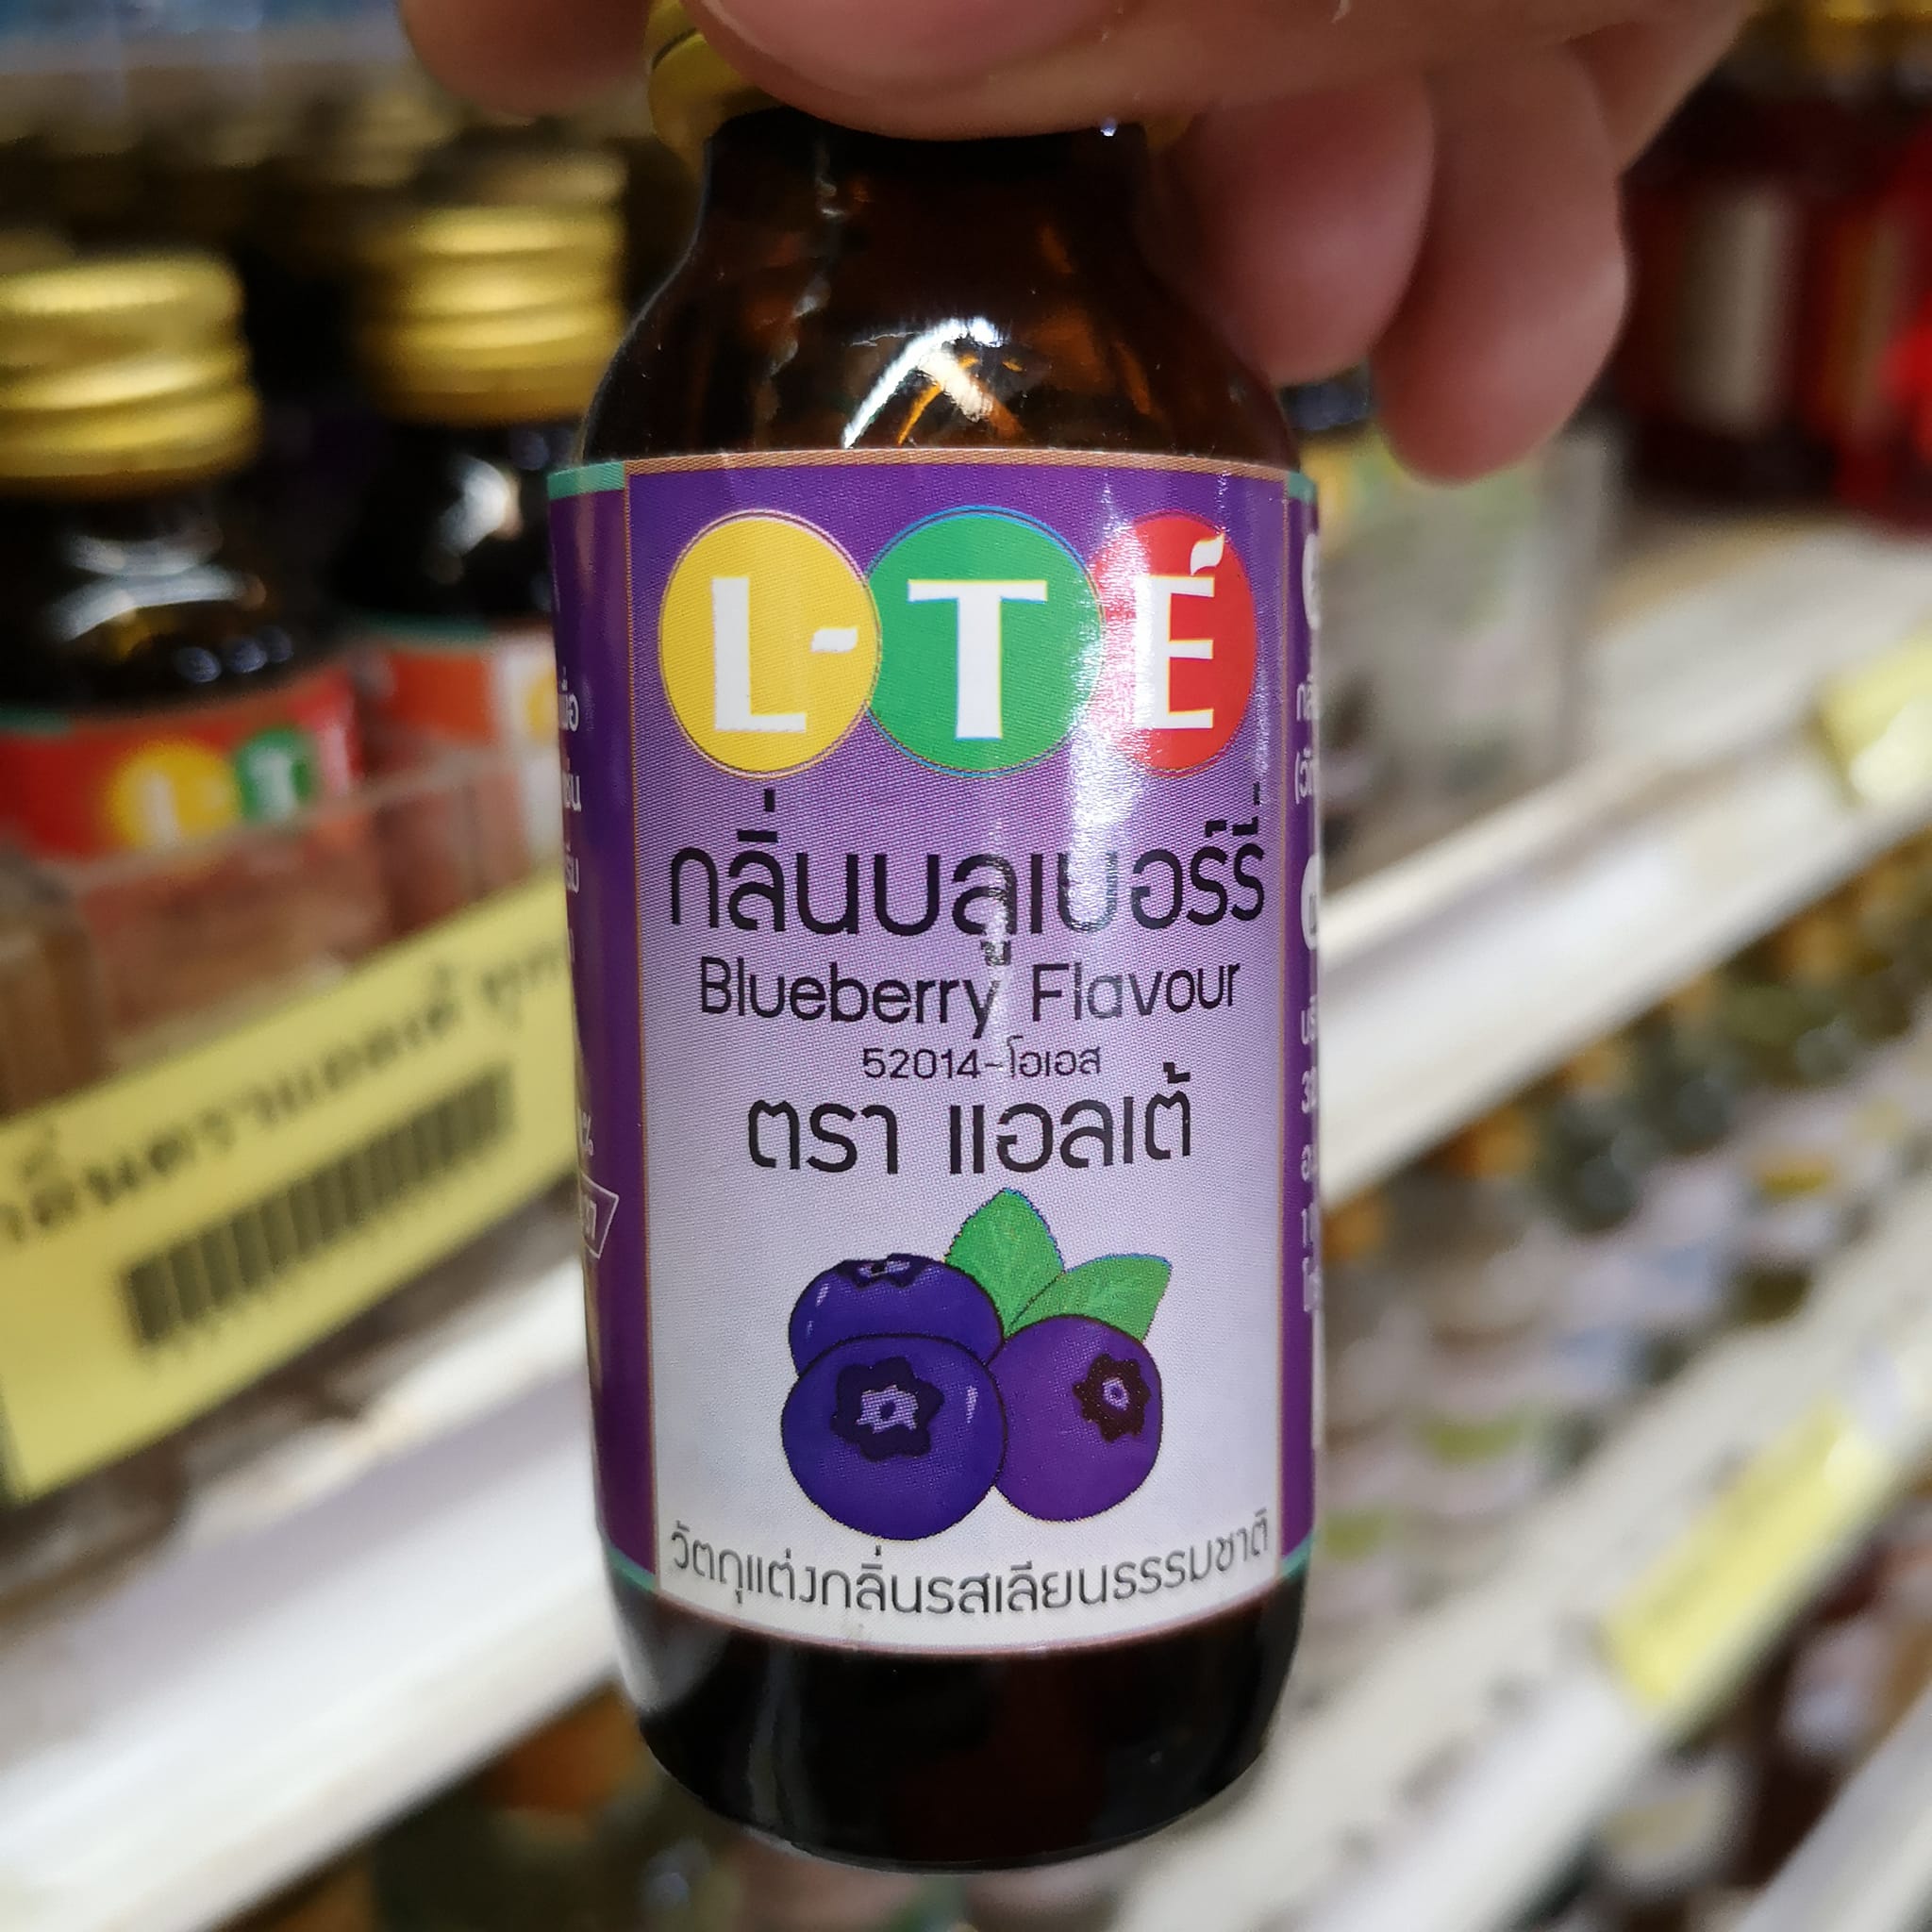 L-TÉ
กลิ่นบลูเบอร์รี่
Blueberry Flavour
52014-โอเอส
ตรา แอลเต้
วัตถุแต่งกลิ่นรสเลียนธรรมชาติ
L-T